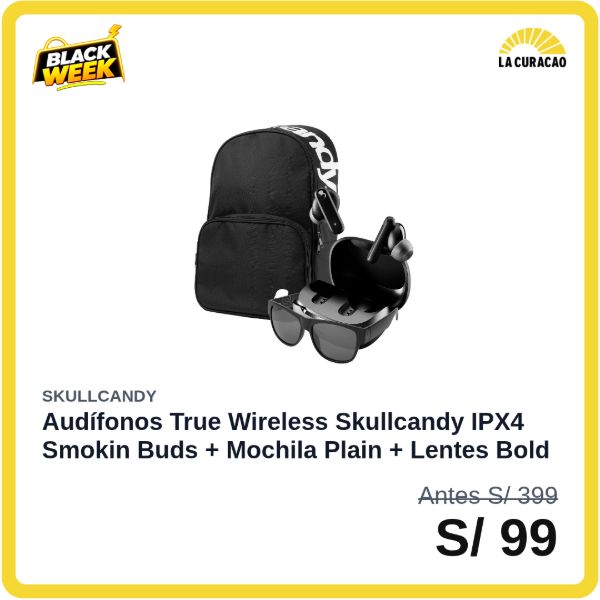 BLACK
WEEK
LA CURACAO
SKULLCANDY
Audífonos True Wireless Skullcandy IPX4
Smokin Buds + Mochila Plain + Lentes Bold
Antes S/ 399
S/ 99